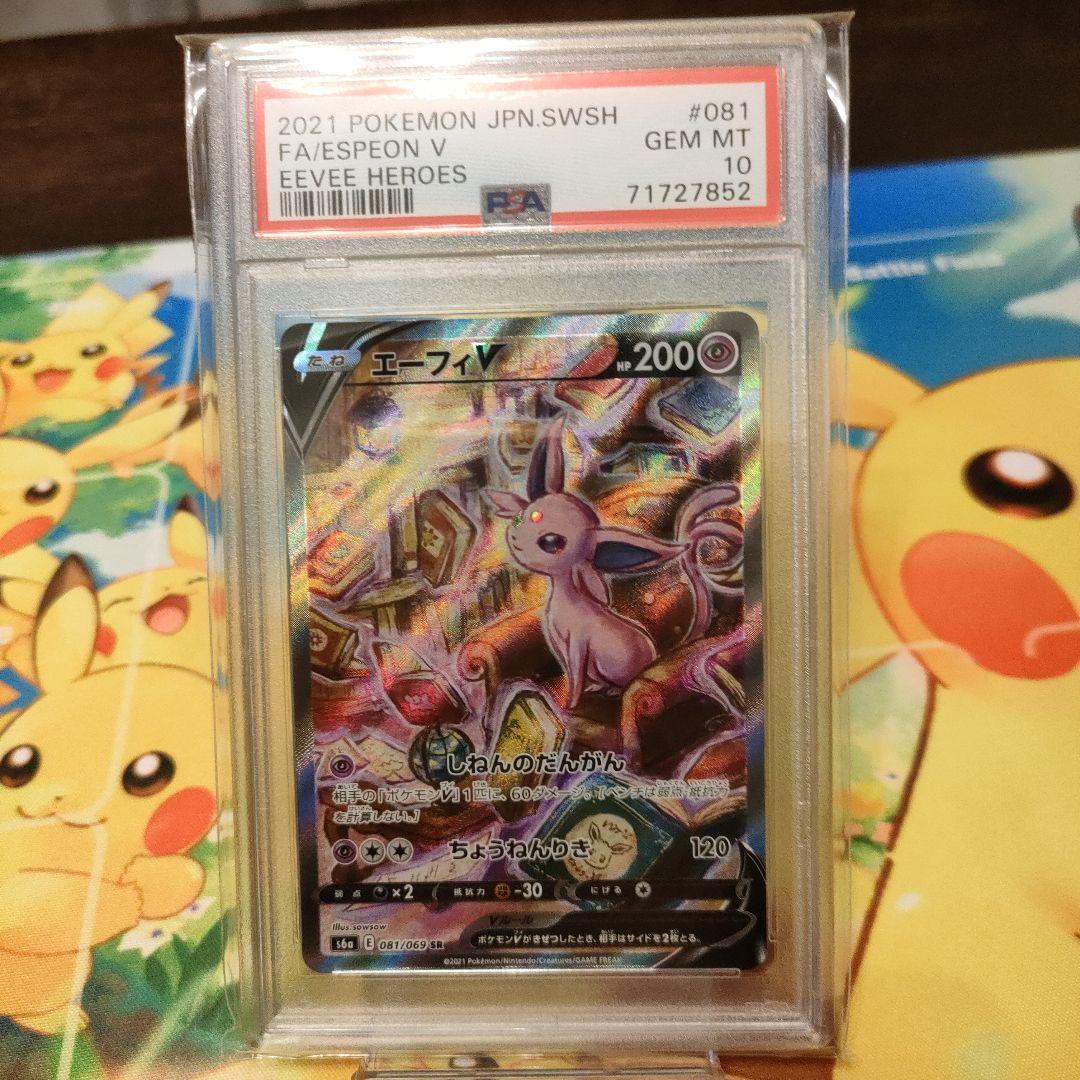 2021 POKEMON JPN.SWSH #081
FA/ESPEON V GEM MT
EEVEE HEROES 10
PSA 71727852
Battle Field
たね エーフィV HP 200
しねんのだんがん
相手の「ポケモンV」1匹に、60ダメージ。[ベンチは弱点・抵抗力
を計算しない。]
ちょうねんりき 120
弱点 ×2 抵抗力 -30 にげる
Illus. sowsow
Vルール
ポケモンVがきぜつしたとき、相手はサイドを2枚とる。
s6a E 081/069 SR
©2021 Pokémon/Nintendo/Creatures/GAME FREAK